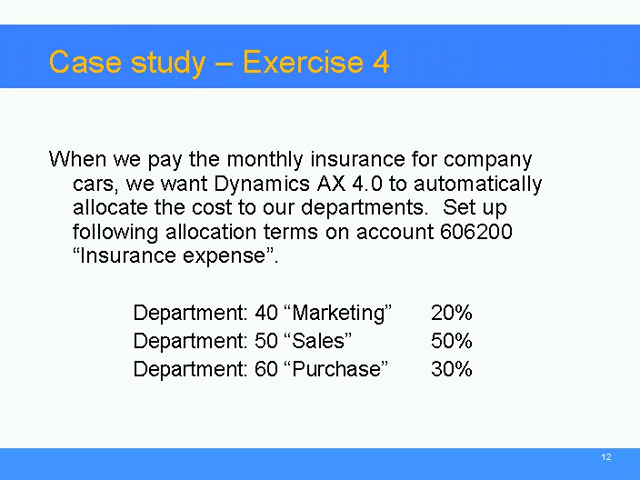 Case study – Exercise 4
When we pay the monthly insurance for company
cars, we want Dynamics AX 4.0 to automatically
allocate the cost to our departments.  Set up
following allocation terms on account 606200
“Insurance expense”.
Department: 40 “Marketing” 20%
Department: 50 “Sales” 50%
Department: 60 “Purchase” 30%
12